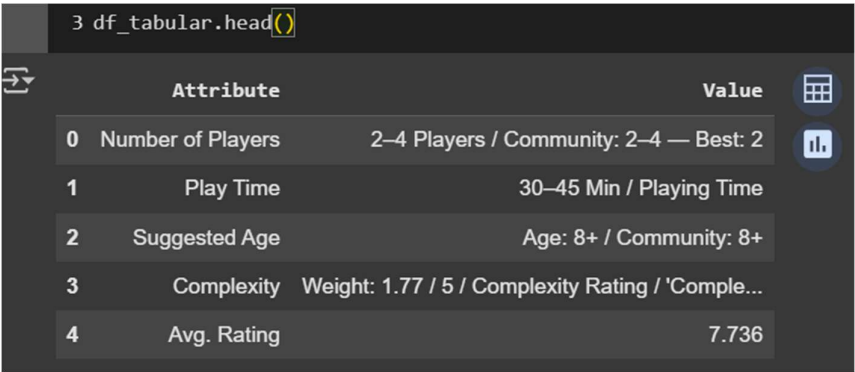 3 df_tabular.head()
Attribute Value
0 Number of Players 2–4 Players / Community: 2–4 — Best: 2
1 Play Time 30–45 Min / Playing Time
2 Suggested Age Age: 8+ / Community: 8+
3 Complexity Weight: 1.77 / 5 / Complexity Rating / 'Comple...
4 Avg. Rating 7.736